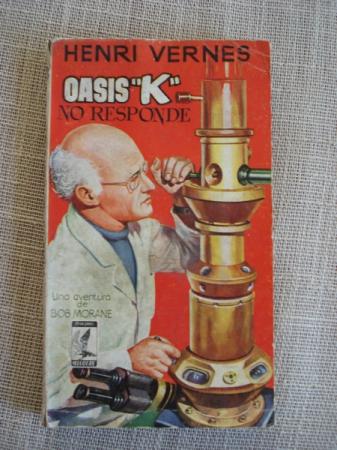 HENRI VERNES
OASIS "K"
NO RESPONDE
Una aventura
de
BOB MORANE